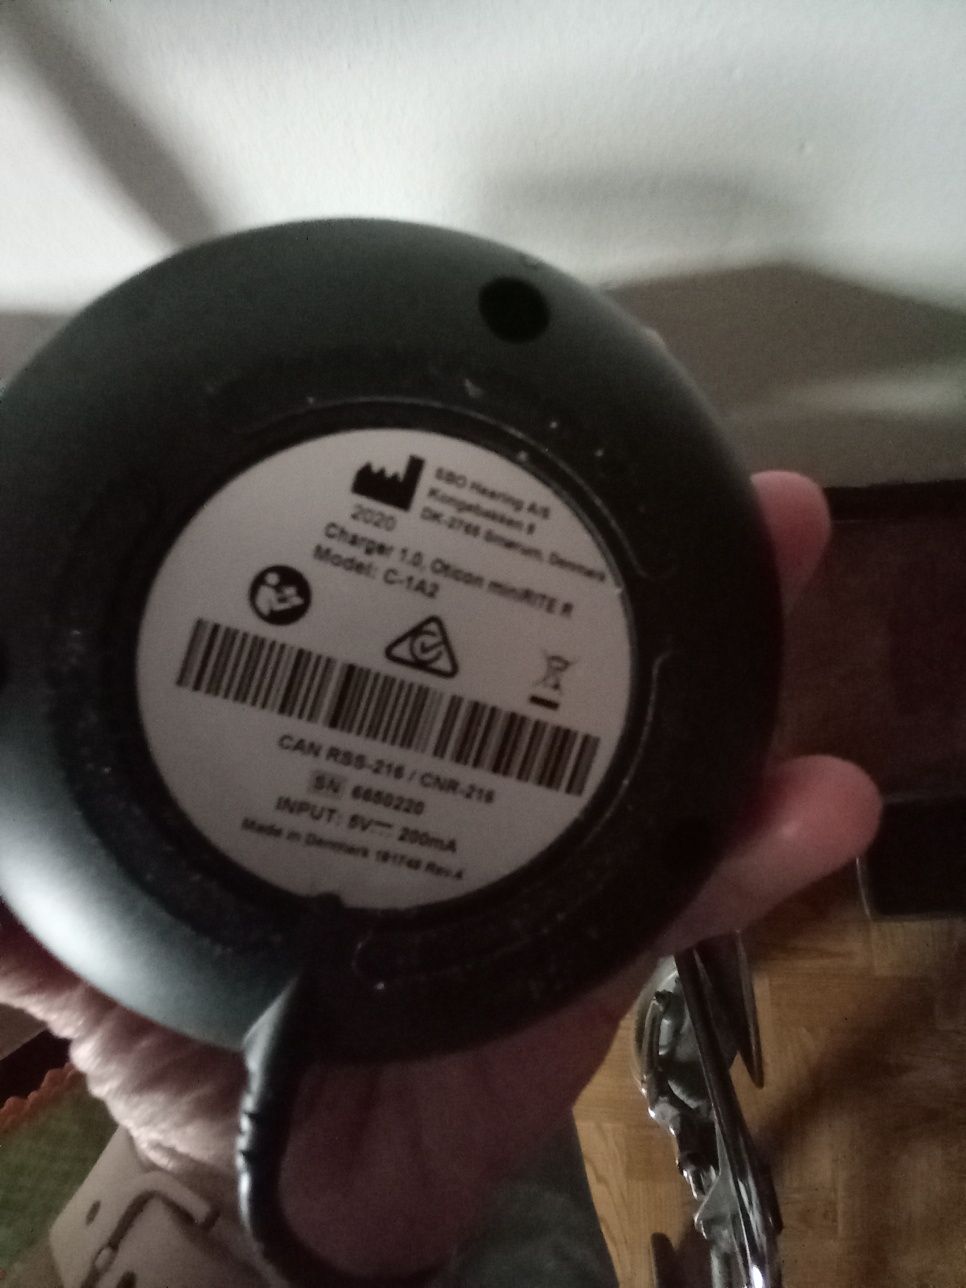 SBO Hearing A/S
Kongebakken 9
DK-2765 Smørum, Denmark
2020
Charger 1.0, Oticon miniRITE R
Model: C-1A2
CAN RSS-216 / CNR-216
SN 6650220
INPUT: 5V⎓ 200mA
Made in Denmark 191748 Rev.A